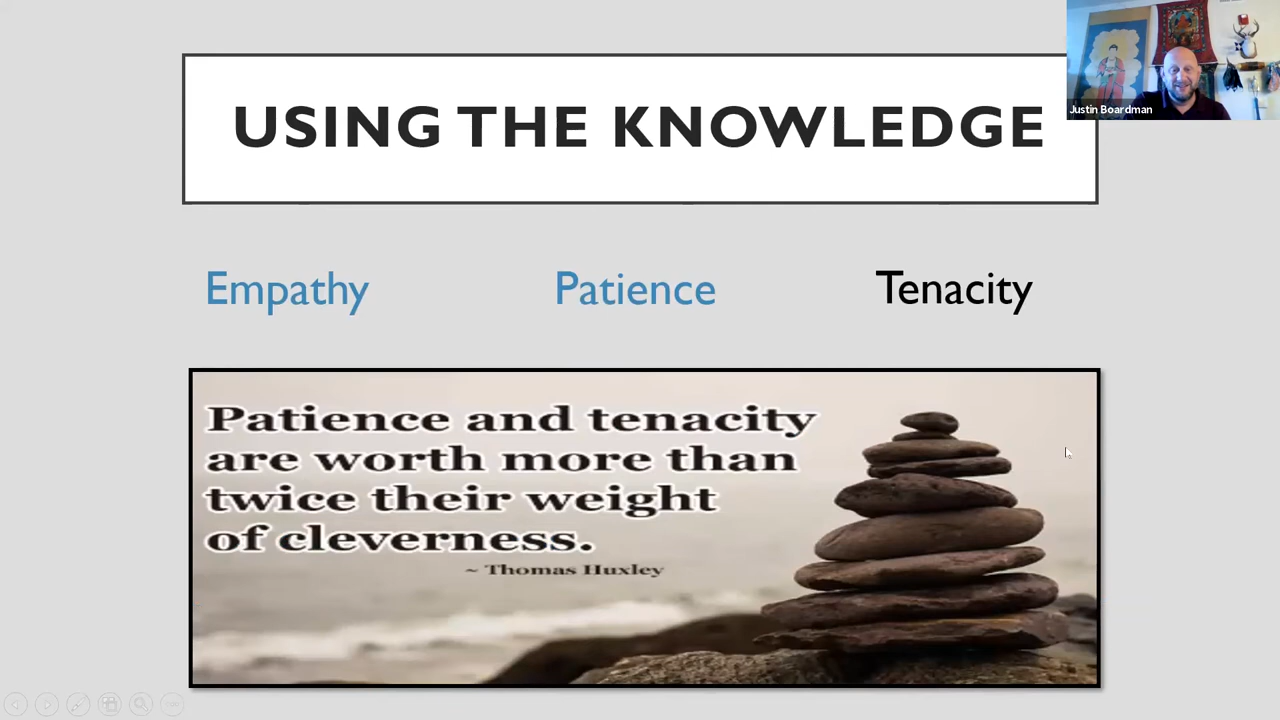 USING THE KNOWLEDGE
Justin Boardman
Empathy Patience Tenacity
Patience and tenacity
are worth more than
twice their weight
of cleverness.
~ Thomas Huxley